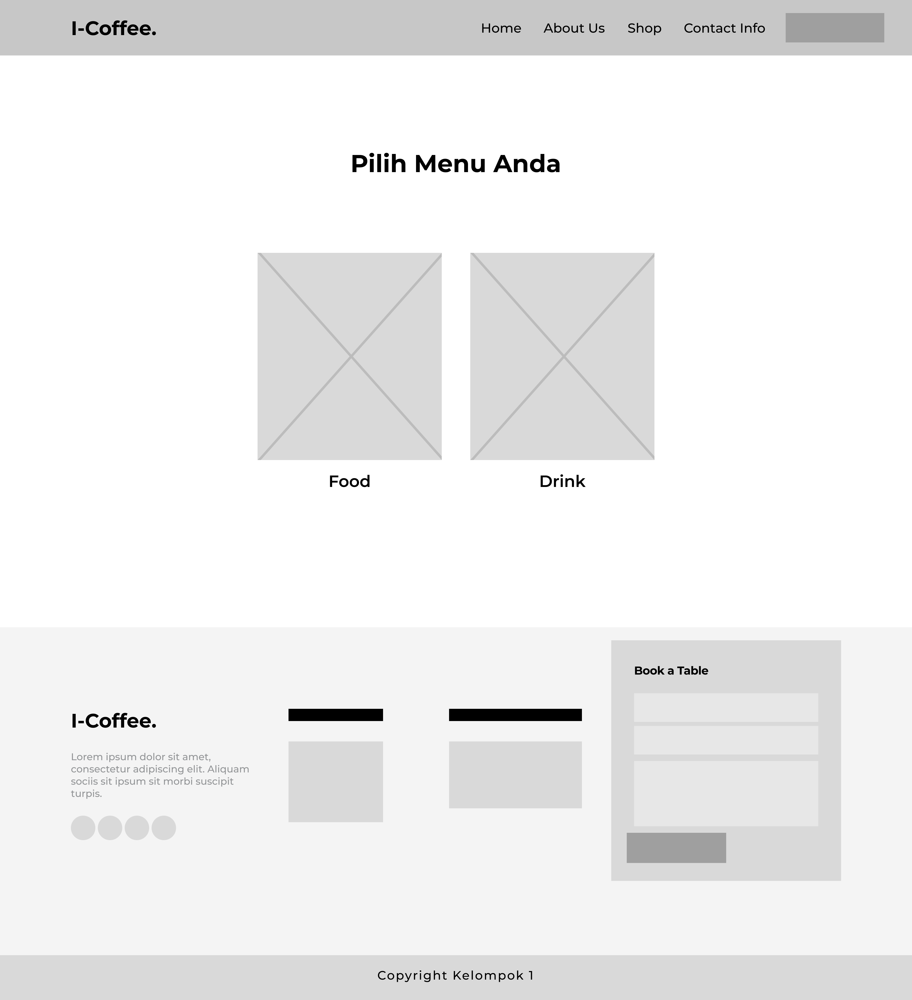 I-Coffee.
Home About Us Shop Contact Info
Pilih Menu Anda
Food
Drink
I-Coffee.
Lorem ipsum dolor sit amet,
consectetur adipiscing elit. Aliquam
sociis sit ipsum sit morbi suscipit
turpis.
Book a Table
Copyright Kelompok 1